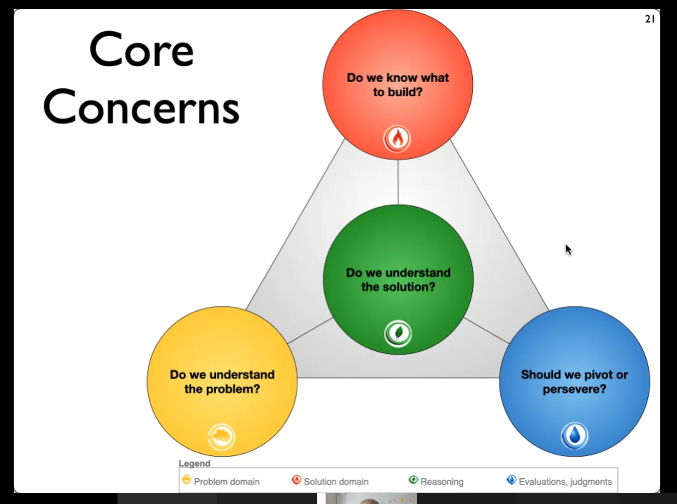 21
Core
Concerns
Do we know what
to build?
Do we understand
the solution?
Do we understand
the problem?
Should we pivot or
persevere?
Legend
Problem domain
Solution domain
Reasoning
Evaluations, judgments